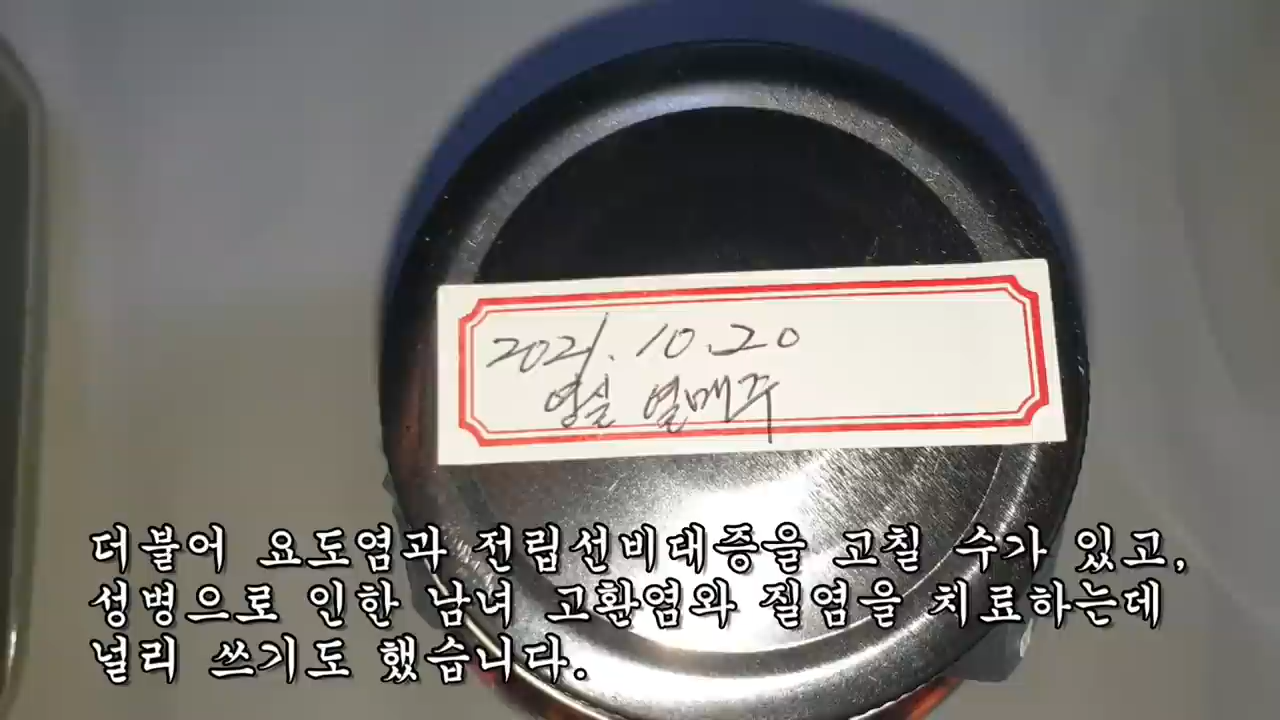 2021.10.20
영실 열매주
더불어 요도염과 전립선비대증을 고칠 수가 있고,
성병으로 인한 남녀 고환염와 질염을 치료하는데
널리 쓰기도 했습니다.